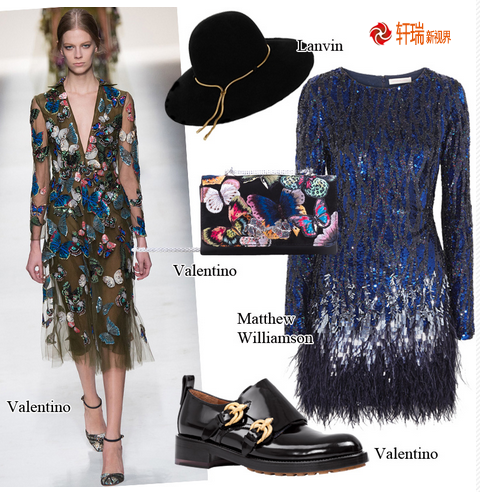 Lanvin
轩瑞新视界
Valentino
Matthew
Williamson
Valentino
Valentino